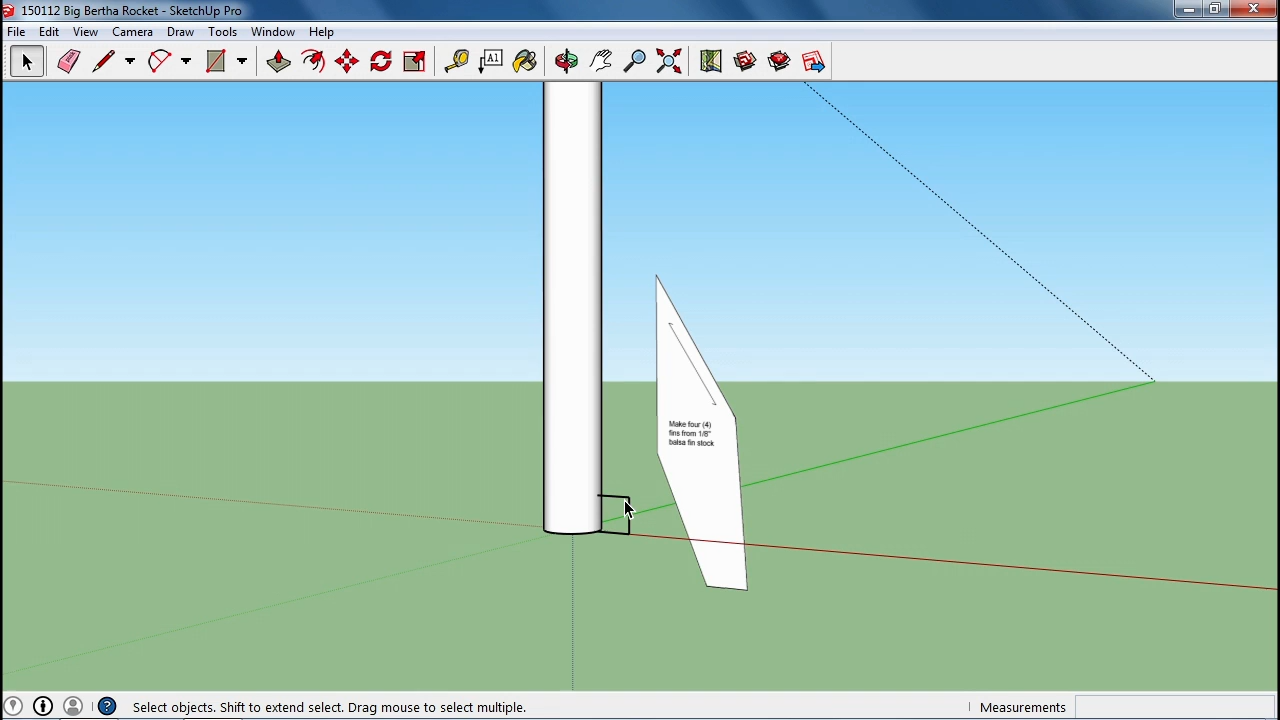 150112 Big Bertha Rocket - SketchUp Pro
File Edit View Camera Draw Tools Window Help
A1
Make four (4)
fins from 1/8"
balsa fin stock
Select objects. Shift to extend select. Drag mouse to select multiple.
Measurements